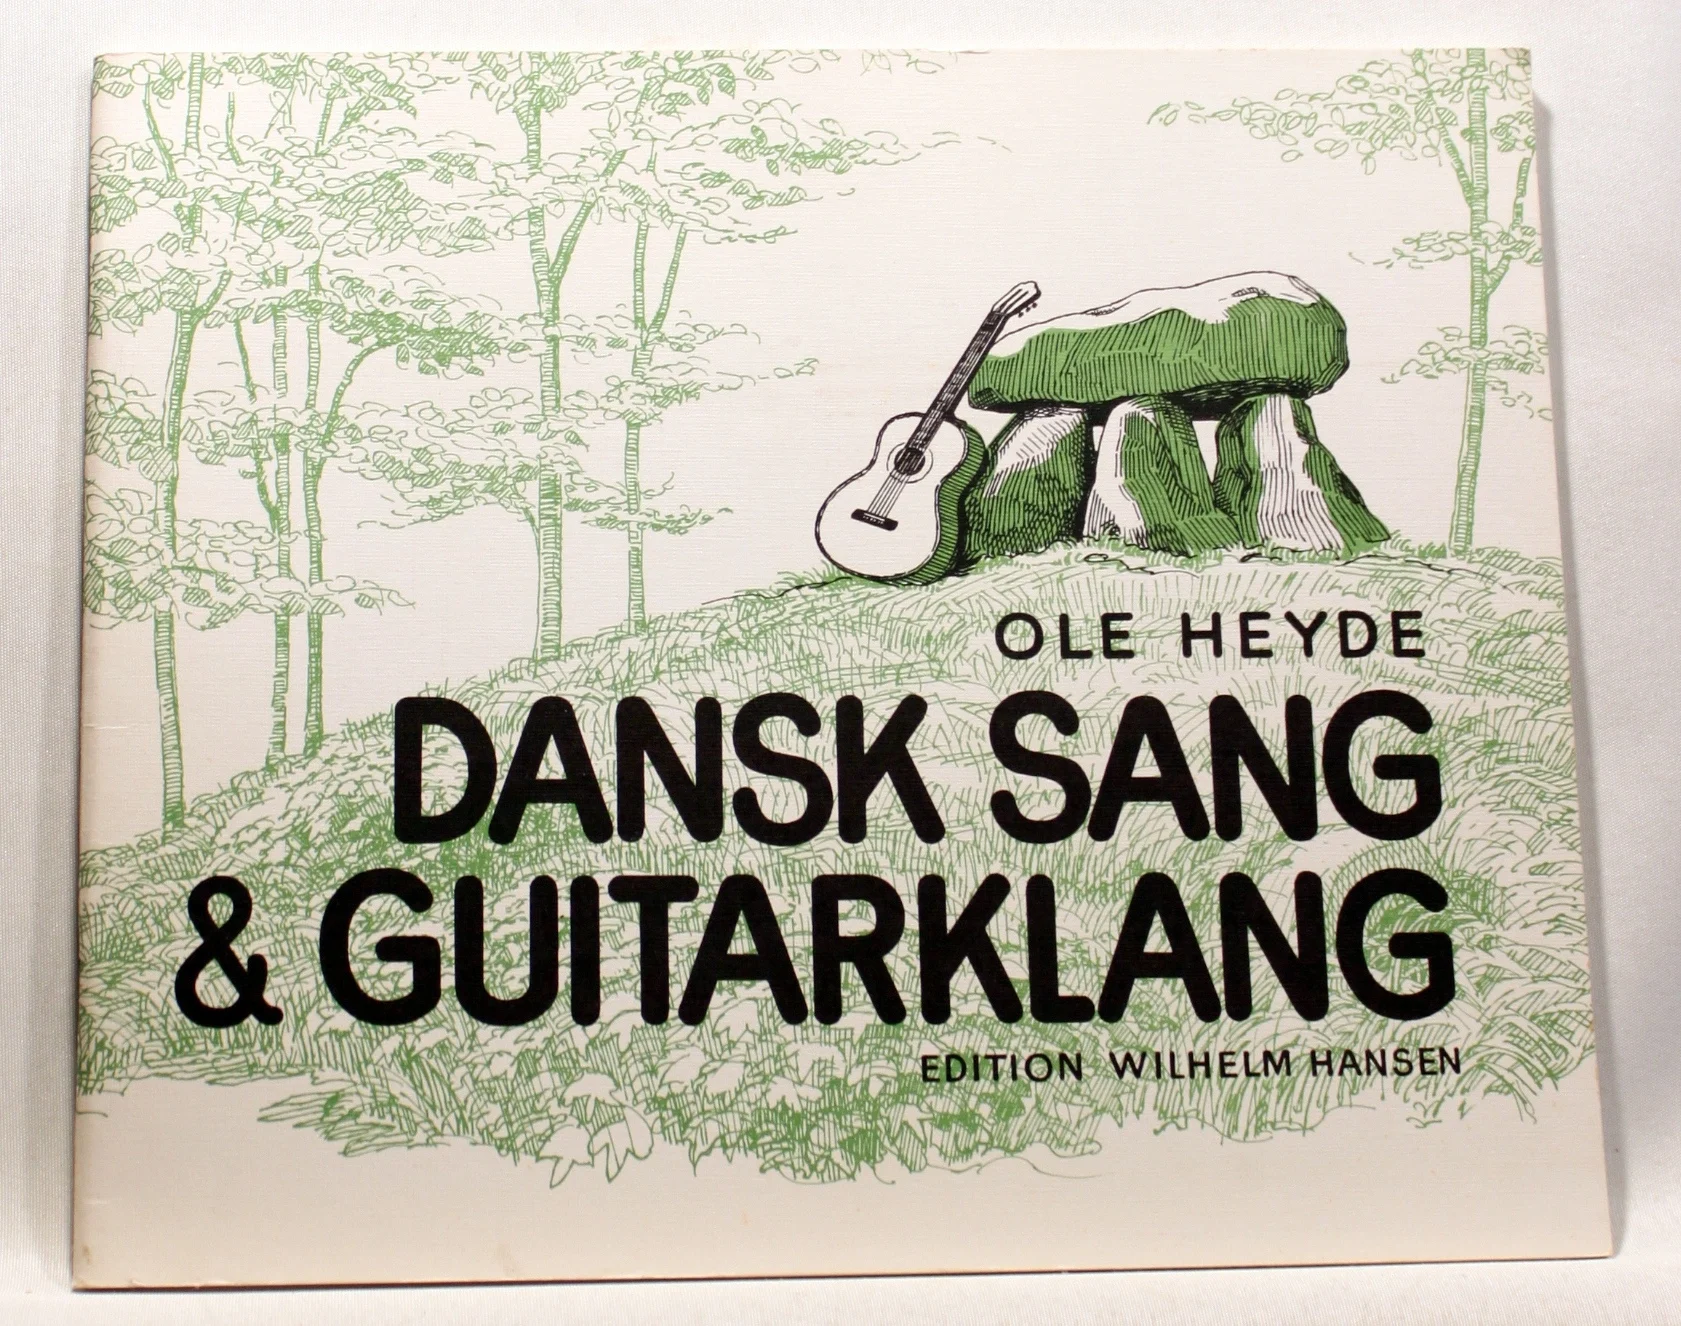 OLE HEYDE
DANSK SANG
& GUITARKLANG
EDITION WILHELM HANSEN